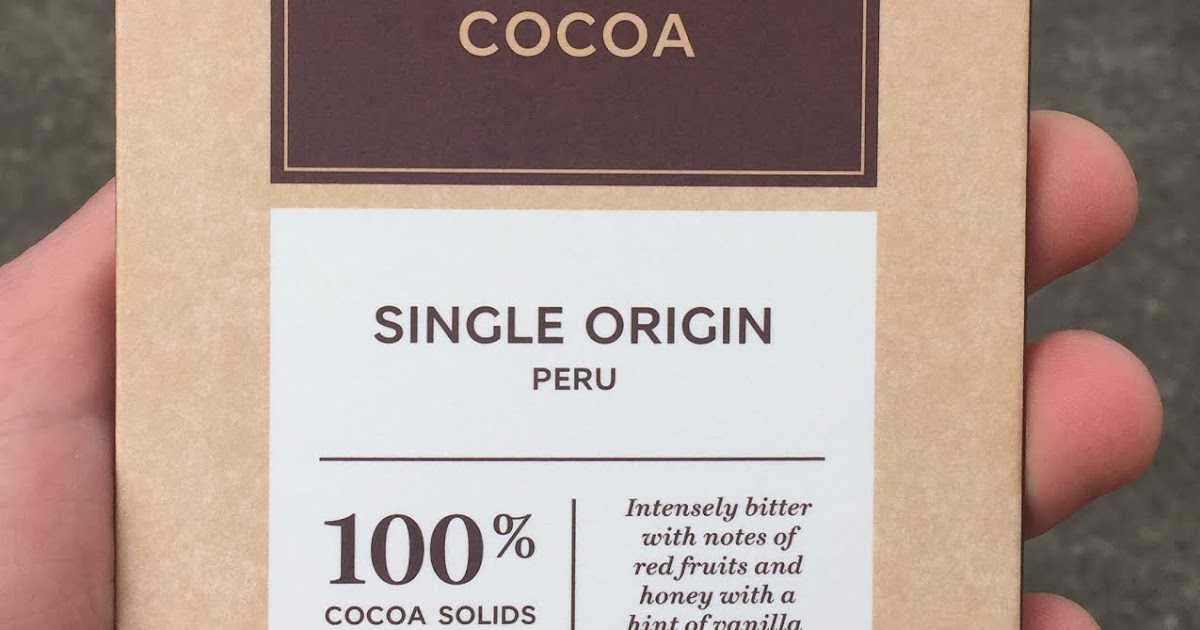 COCOA
SINGLE ORIGIN
PERU
100%
COCOA SOLIDS
Intensely bitter
with notes of
red fruits and
honey with a
hint of vanilla